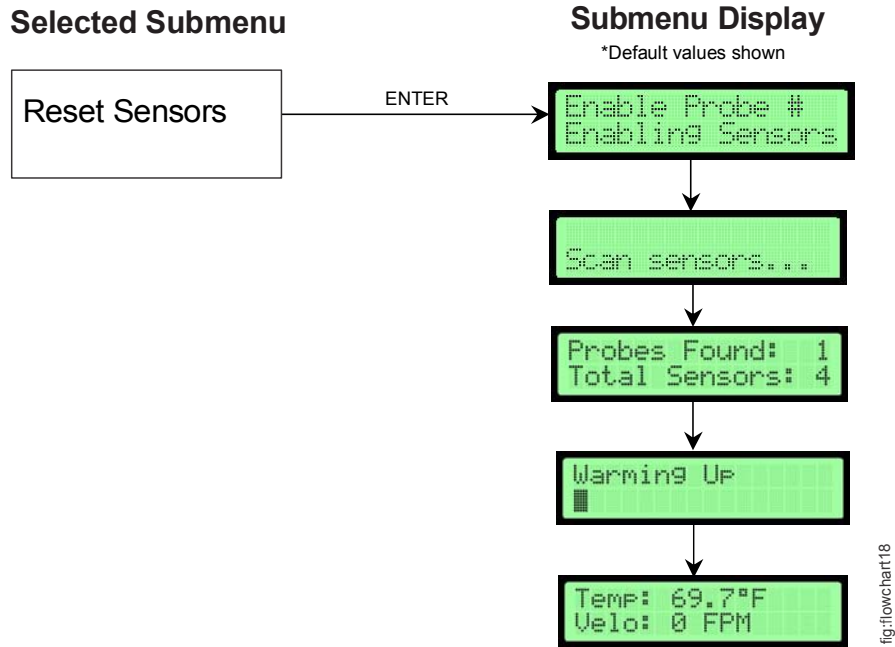 Selected Submenu
Submenu Display
*Default values shown
Reset Sensors
ENTER
Enable Probe #
Enabling Sensors
Scan sensors...
Probes Found: 1
Total Sensors: 4
Warming Up
Temp: 69.7°F
Velo: 0 FPM
fig:flowchart18